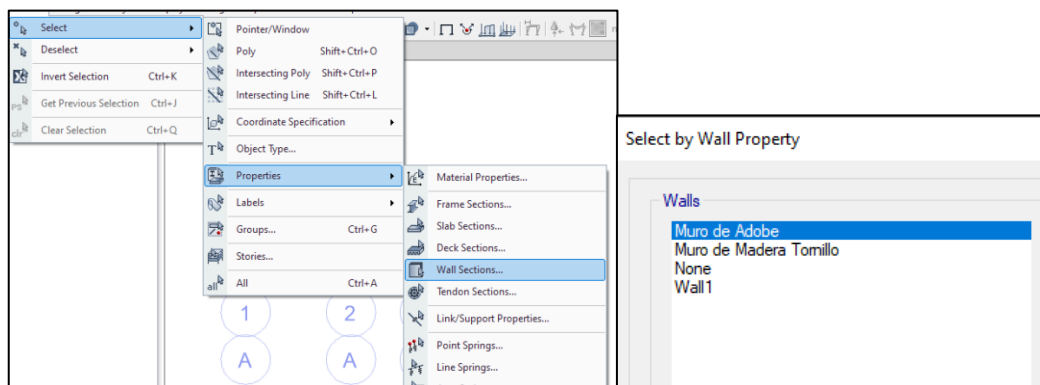 Select
Deselect
Invert Selection Ctrl+K
Get Previous Selection Ctrl+J
Clear Selection Ctrl+Q
Pointer/Window
Poly Shift+Ctrl+O
Intersecting Poly Shift+Ctrl+P
Intersecting Line Shift+Ctrl+L
Coordinate Specification
Object Type...
Properties
Labels
Groups... Ctrl+G
Stories...
All Ctrl+A
Material Properties...
Frame Sections...
Slab Sections...
Deck Sections...
Wall Sections...
Tendon Sections...
Link/Support Properties...
Point Springs...
Line Springs...
1 2
A A
Select by Wall Property
Walls
Muro de Adobe
Muro de Madera Tornillo
None
Wall1